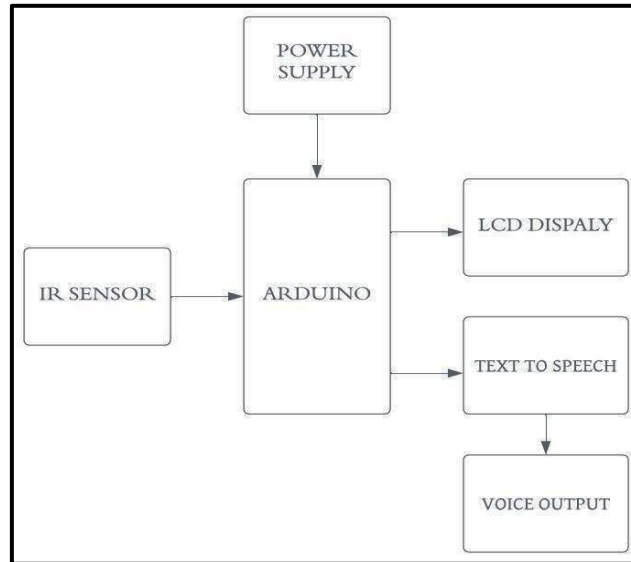 POWER
SUPPLY
LCD DISPALY
IR SENSOR
ARDUINO
TEXT TO SPEECH
VOICE OUTPUT